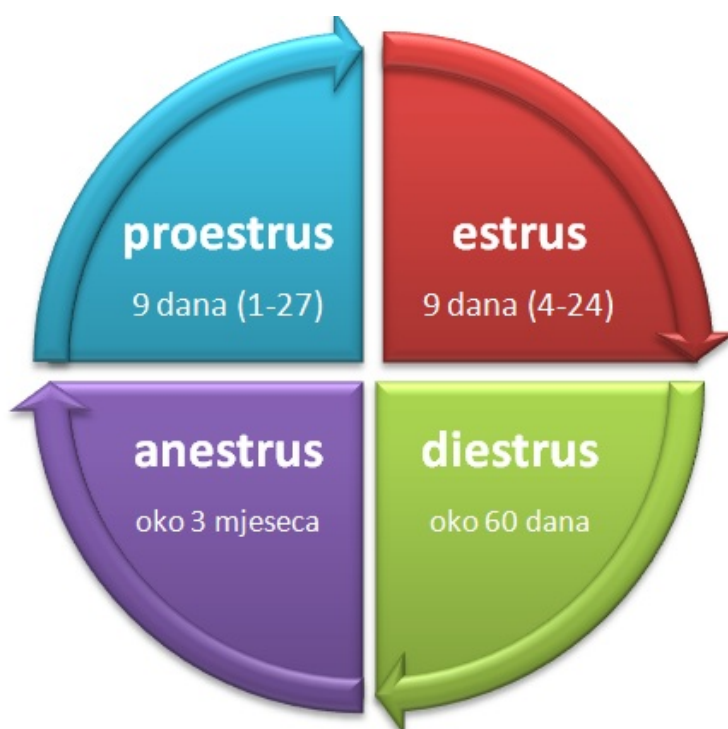 proestrus
9 dana (1-27)
estrus
9 dana (4-24)
anestrus
oko 3 mjeseca
diestrus
oko 60 dana